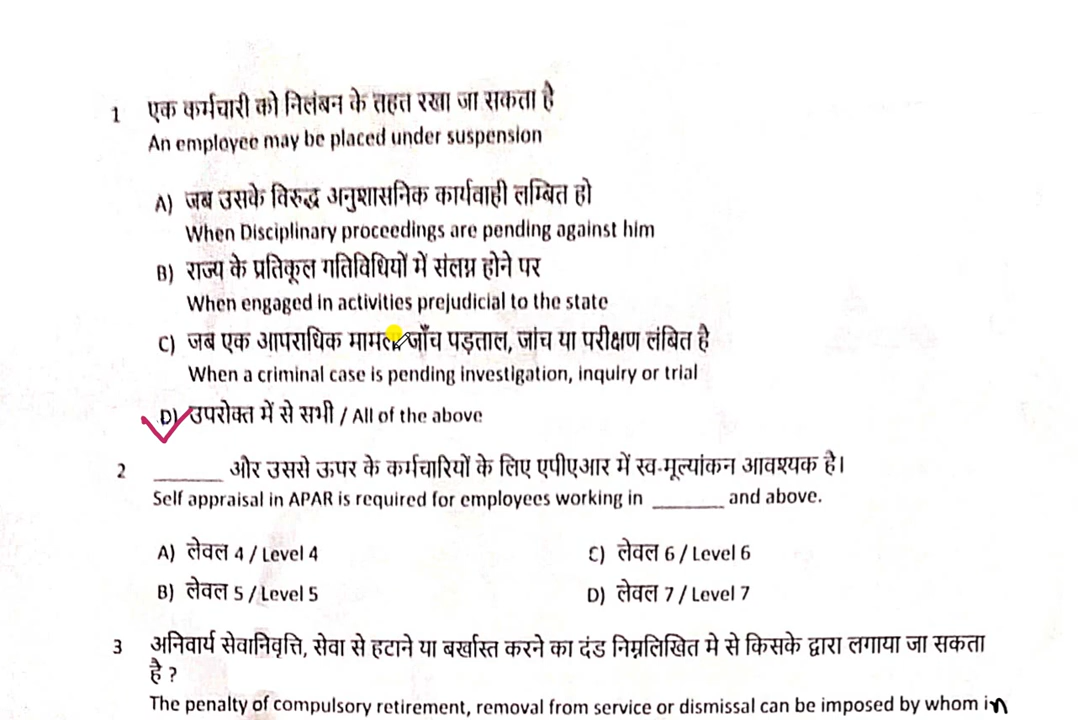 1 एक कर्मचारी को निलंबन के तहत रखा जा सकता है
An employee may be placed under suspension
A) जब उसके विरुद्ध अनुशासनिक कार्यवाही लम्बित हो
When Disciplinary proceedings are pending against him
B) राज्य के प्रतिकूल गतिविधियों में संलग्न होने पर
When engaged in activities prejudicial to the state
C) जब एक आपराधिक मामला जाँच पड़ताल, जांच या परीक्षण लंबित है
When a criminal case is pending investigation, inquiry or trial
D) उपरोक्त में से सभी / All of the above
2 ______ और उससे ऊपर के कर्मचारियों के लिए एपीएआर में स्व-मूल्यांकन आवश्यक है।
Self appraisal in APAR is required for employees working in ______ and above.
A) लेवल 4 / Level 4 C) लेवल 6 / Level 6
B) लेवल 5 / Level 5 D) लेवल 7 / Level 7
3 अनिवार्य सेवानिवृत्ति, सेवा से हटाने या बर्खास्त करने का दंड निम्नलिखित मे से किसके द्वारा लगाया जा सकता
है ?
The penalty of compulsory retirement, removal from service or dismissal can be imposed by whom in